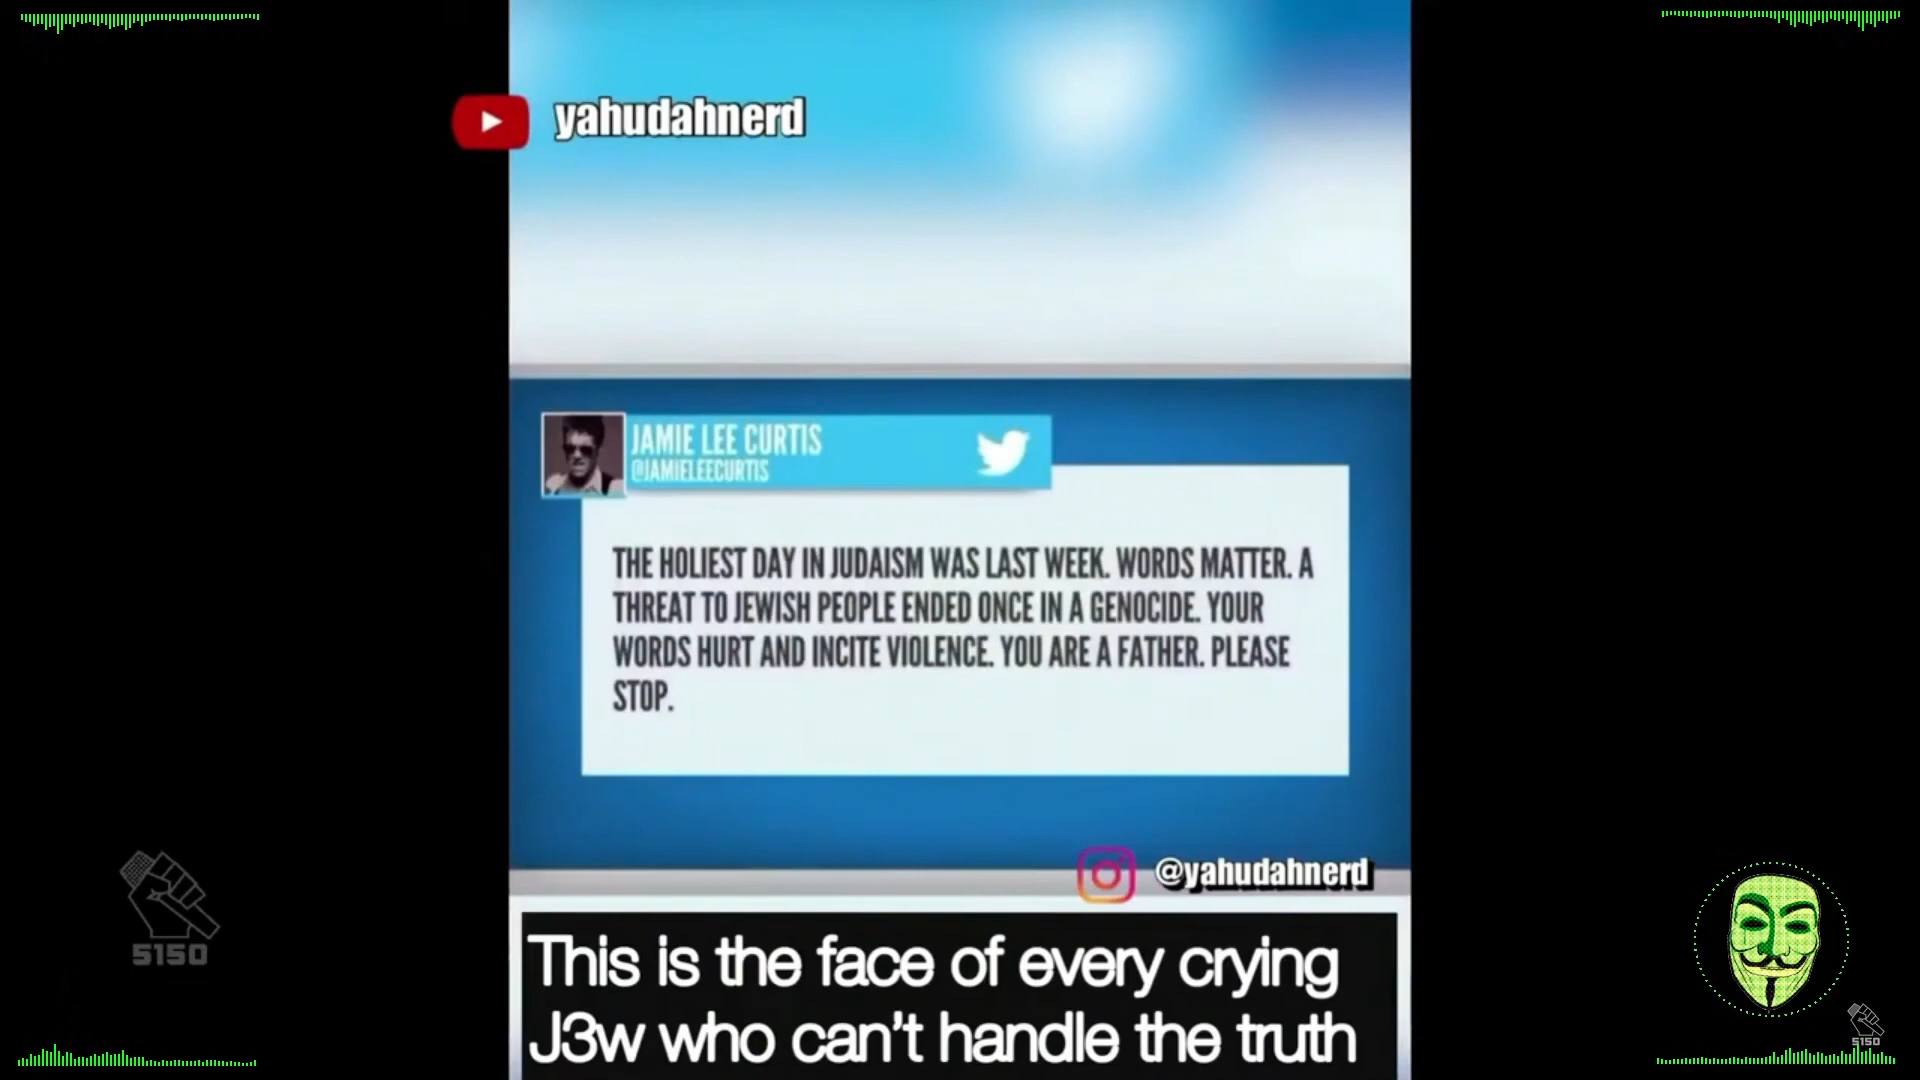 yahudahnerd
JAMIE LEE CURTIS
@JAMIELEECURTIS
THE HOLIEST DAY IN JUDAISM WAS LAST WEEK. WORDS MATTER. A
THREAT TO JEWISH PEOPLE ENDED ONCE IN A GENOCIDE. YOUR
WORDS HURT AND INCITE VIOLENCE. YOU ARE A FATHER. PLEASE
STOP.
@yahudahnerd
This is the face of every crying
J3w who can't handle the truth
5150
5150